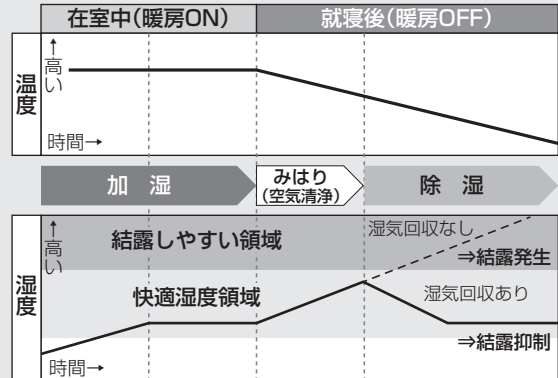 在室中(暖房ON)
就寝後(暖房OFF)
温度
↑高い
時間→
加 湿
みはり
(空気清浄)
除 湿
湿度
↑高い
結露しやすい領域
湿気回収なし
⇒結露発生
快適湿度領域
湿気回収あり
⇒結露抑制
時間→